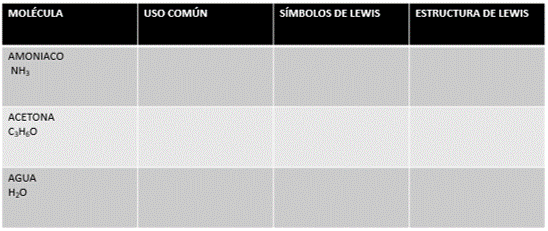 MOLÉCULA USO COMÚN SÍMBOLOS DE LEWIS ESTRUCTURA DE LEWIS
AMONIACO
NH₃
ACETONA
C₃H₆O
AGUA
H₂O